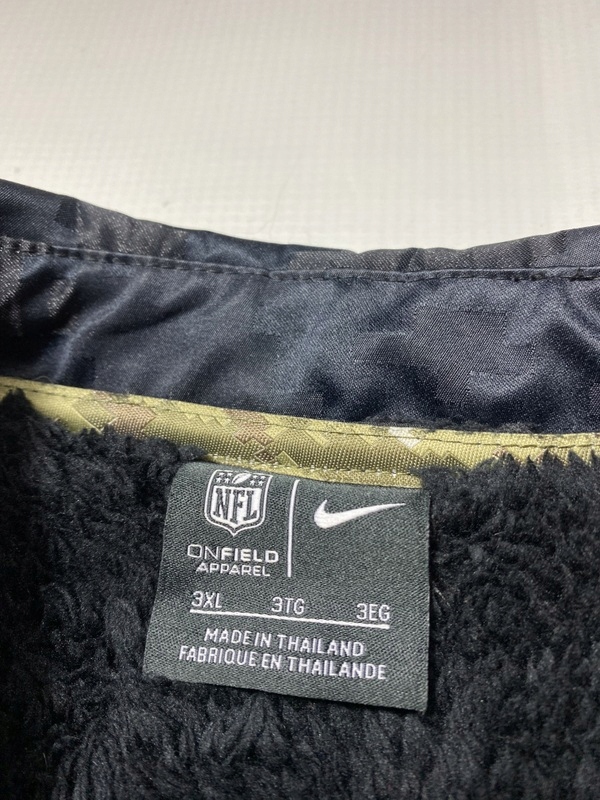 NFL
ONFIELD
APPAREL
3XL 3TG 3EG
MADE IN THAILAND
FABRIQUE EN THAILANDE